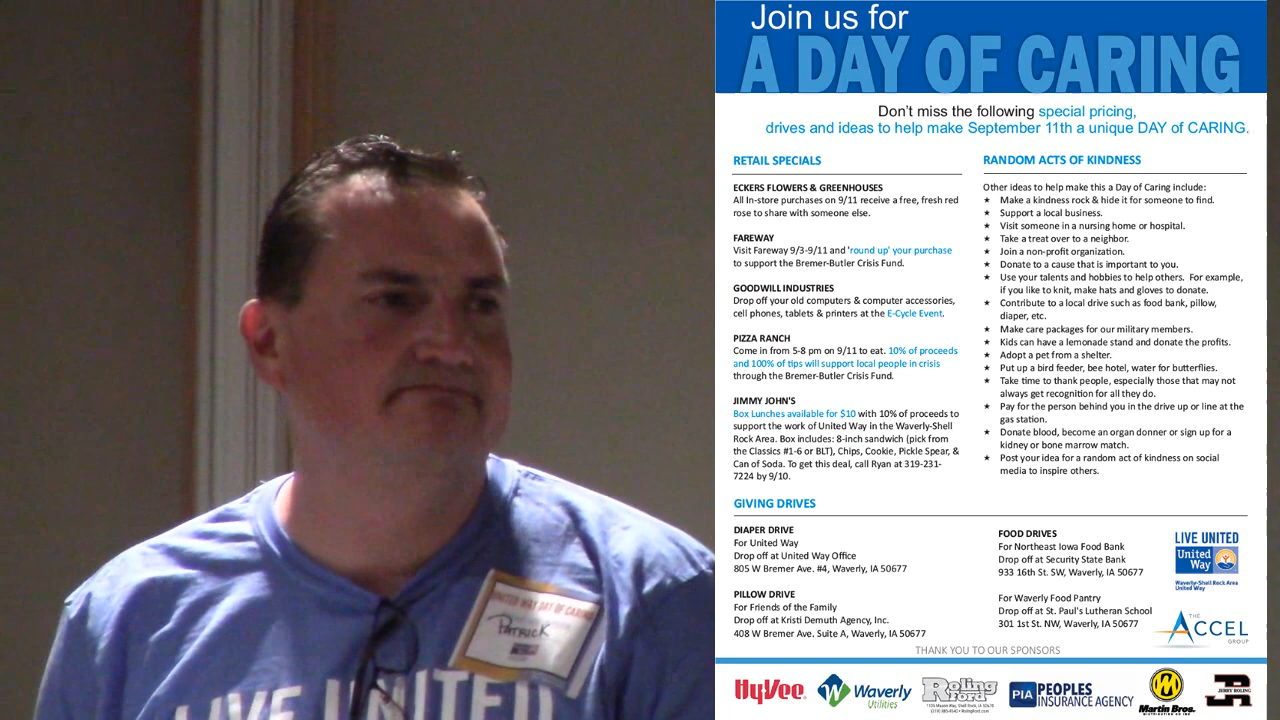 Join us for
A DAY OF CARING
Don't miss the following special pricing,
drives and ideas to help make September 11th a unique DAY of CARING.
RETAIL SPECIALS
ECKERS FLOWERS & GREENHOUSES
All In-store purchases on 9/11 receive a free, fresh red
rose to share with someone else.
FAREWAY
Visit Fareway 9/3-9/11 and 'round up' your purchase
to support the Bremer-Butler Crisis Fund.
GOODWILL INDUSTRIES
Drop off your old computers & computer accessories,
cell phones, tablets & printers at the E-Cycle Event.
PIZZA RANCH
Come in from 5-8 pm on 9/11 to eat. 10% of proceeds
and 100% of tips will support local people in crisis
through the Bremer-Butler Crisis Fund.
JIMMY JOHN'S
Box Lunches available for $10 with 10% of proceeds to
support the work of United Way in the Waverly-Shell
Rock Area. Box includes: 8-inch sandwich (pick from
the Classics #1-6 or BLT), Chips, Cookie, Pickle Spear, &
Can of Soda. To get this deal, call Ryan at 319-231-
7224 by 9/10.
RANDOM ACTS OF KINDNESS
Other ideas to help make this a Day of Caring include:
★ Make a kindness rock & hide it for someone to find.
★ Support a local business.
★ Visit someone in a nursing home or hospital.
★ Take a treat over to a neighbor.
★ Join a non-profit organization.
★ Donate to a cause that is important to you.
★ Use your talents and hobbies to help others. For example,
if you like to knit, make hats and gloves to donate.
★ Contribute to a local drive such as food bank, pillow,
diaper, etc.
★ Make care packages for our military members.
★ Kids can have a lemonade stand and donate the profits.
★ Adopt a pet from a shelter.
★ Put up a bird feeder, bee hotel, water for butterflies.
★ Take time to thank people, especially those that may not
always get recognition for all they do.
★ Pay for the person behind you in the drive up or line at the
gas station.
★ Donate blood, become an organ donner or sign up for a
kidney or bone marrow match.
★ Post your idea for a random act of kindness on social
media to inspire others.
GIVING DRIVES
DIAPER DRIVE
For United Way
Drop off at United Way Office
805 W Bremer Ave. #4, Waverly, IA 50677
PILLOW DRIVE
For Friends of the Family
Drop off at Kristi Demuth Agency, Inc.
408 W Bremer Ave. Suite A, Waverly, IA 50677
FOOD DRIVES
For Northeast Iowa Food Bank
Drop off at Security State Bank
933 16th St. SW, Waverly, IA 50677
For Waverly Food Pantry
Drop off at St. Paul's Lutheran School
301 1st St. NW, Waverly, IA 50677
LIVE UNITED
United
Way
Waverly-Shell Rock Area
United Way
THE
ACCEL
GROUP
THANK YOU TO OUR SPONSORS
HyVee
Waverly
Utilities
Roling
Ford
PIA PEOPLES
INSURANCE AGENCY
Martin Bros.
JR
JERRY ROLING
DAY OF CARING
PATRICK